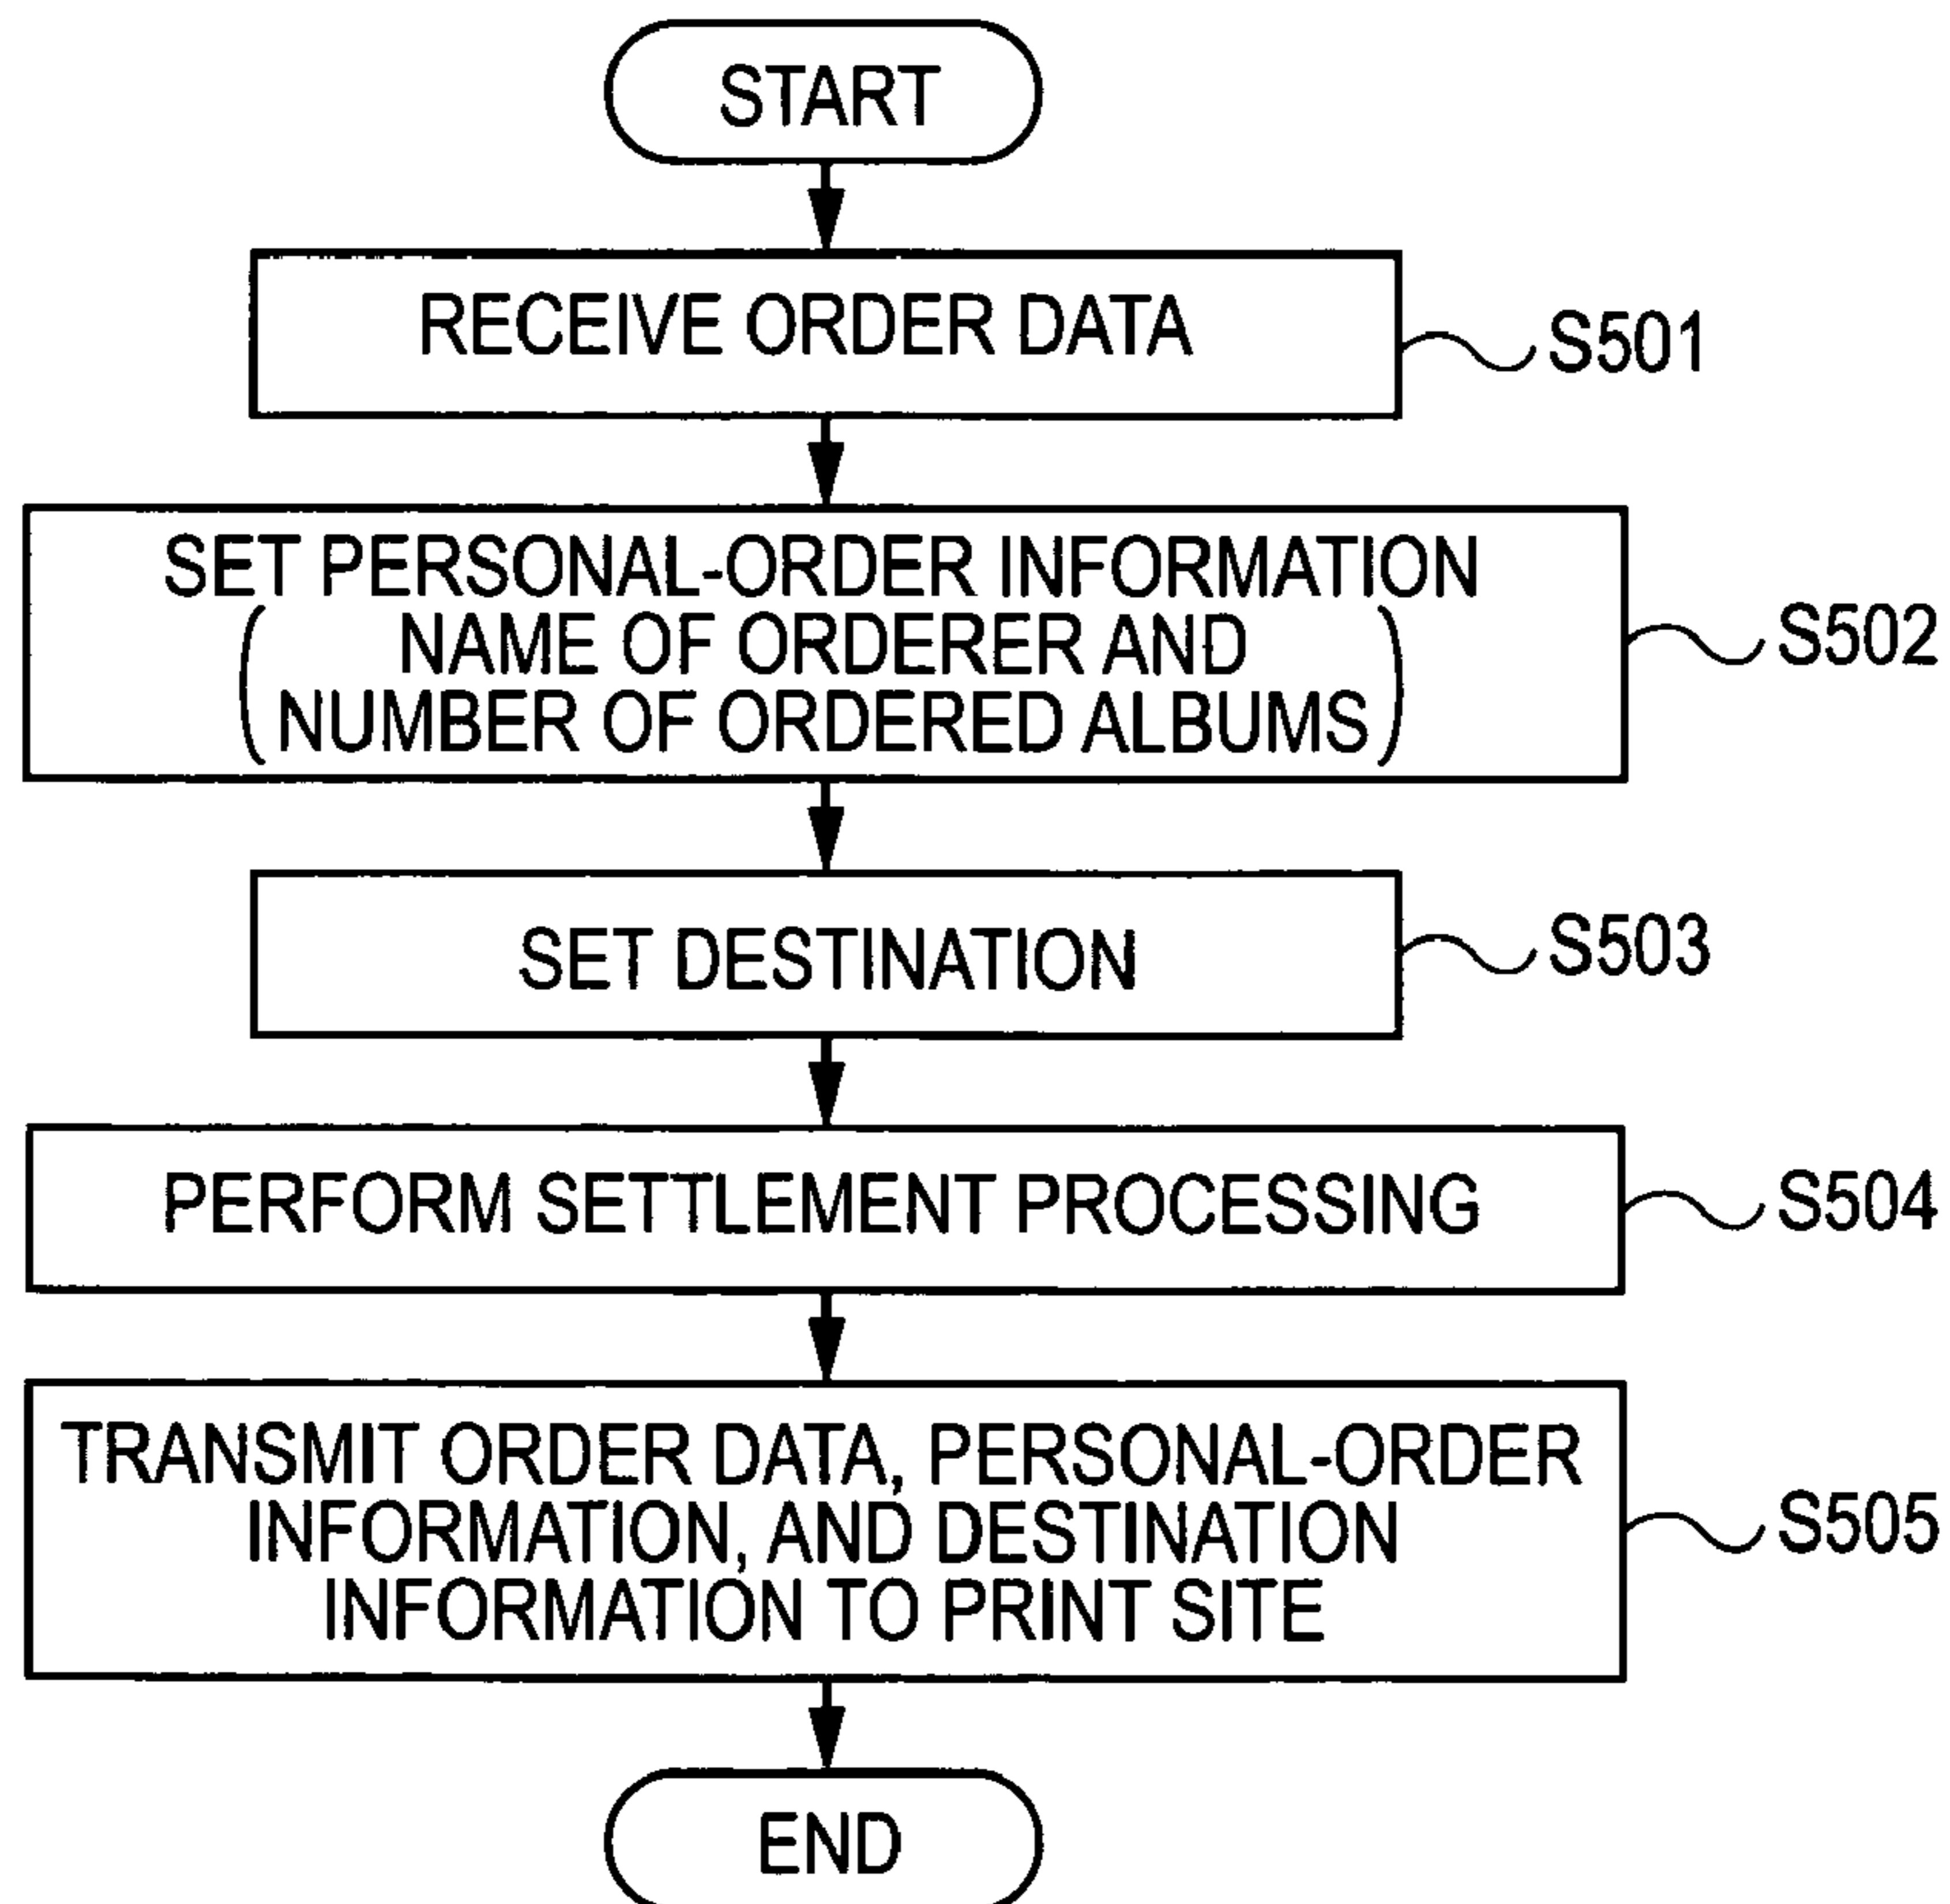 START
RECEIVE ORDER DATA
S501
SET PERSONAL-ORDER INFORMATION
(NAME OF ORDERER AND
NUMBER OF ORDERED ALBUMS)
S502
SET DESTINATION
S503
PERFORM SETTLEMENT PROCESSING
S504
TRANSMIT ORDER DATA, PERSONAL-ORDER
INFORMATION, AND DESTINATION
INFORMATION TO PRINT SITE
S505
END